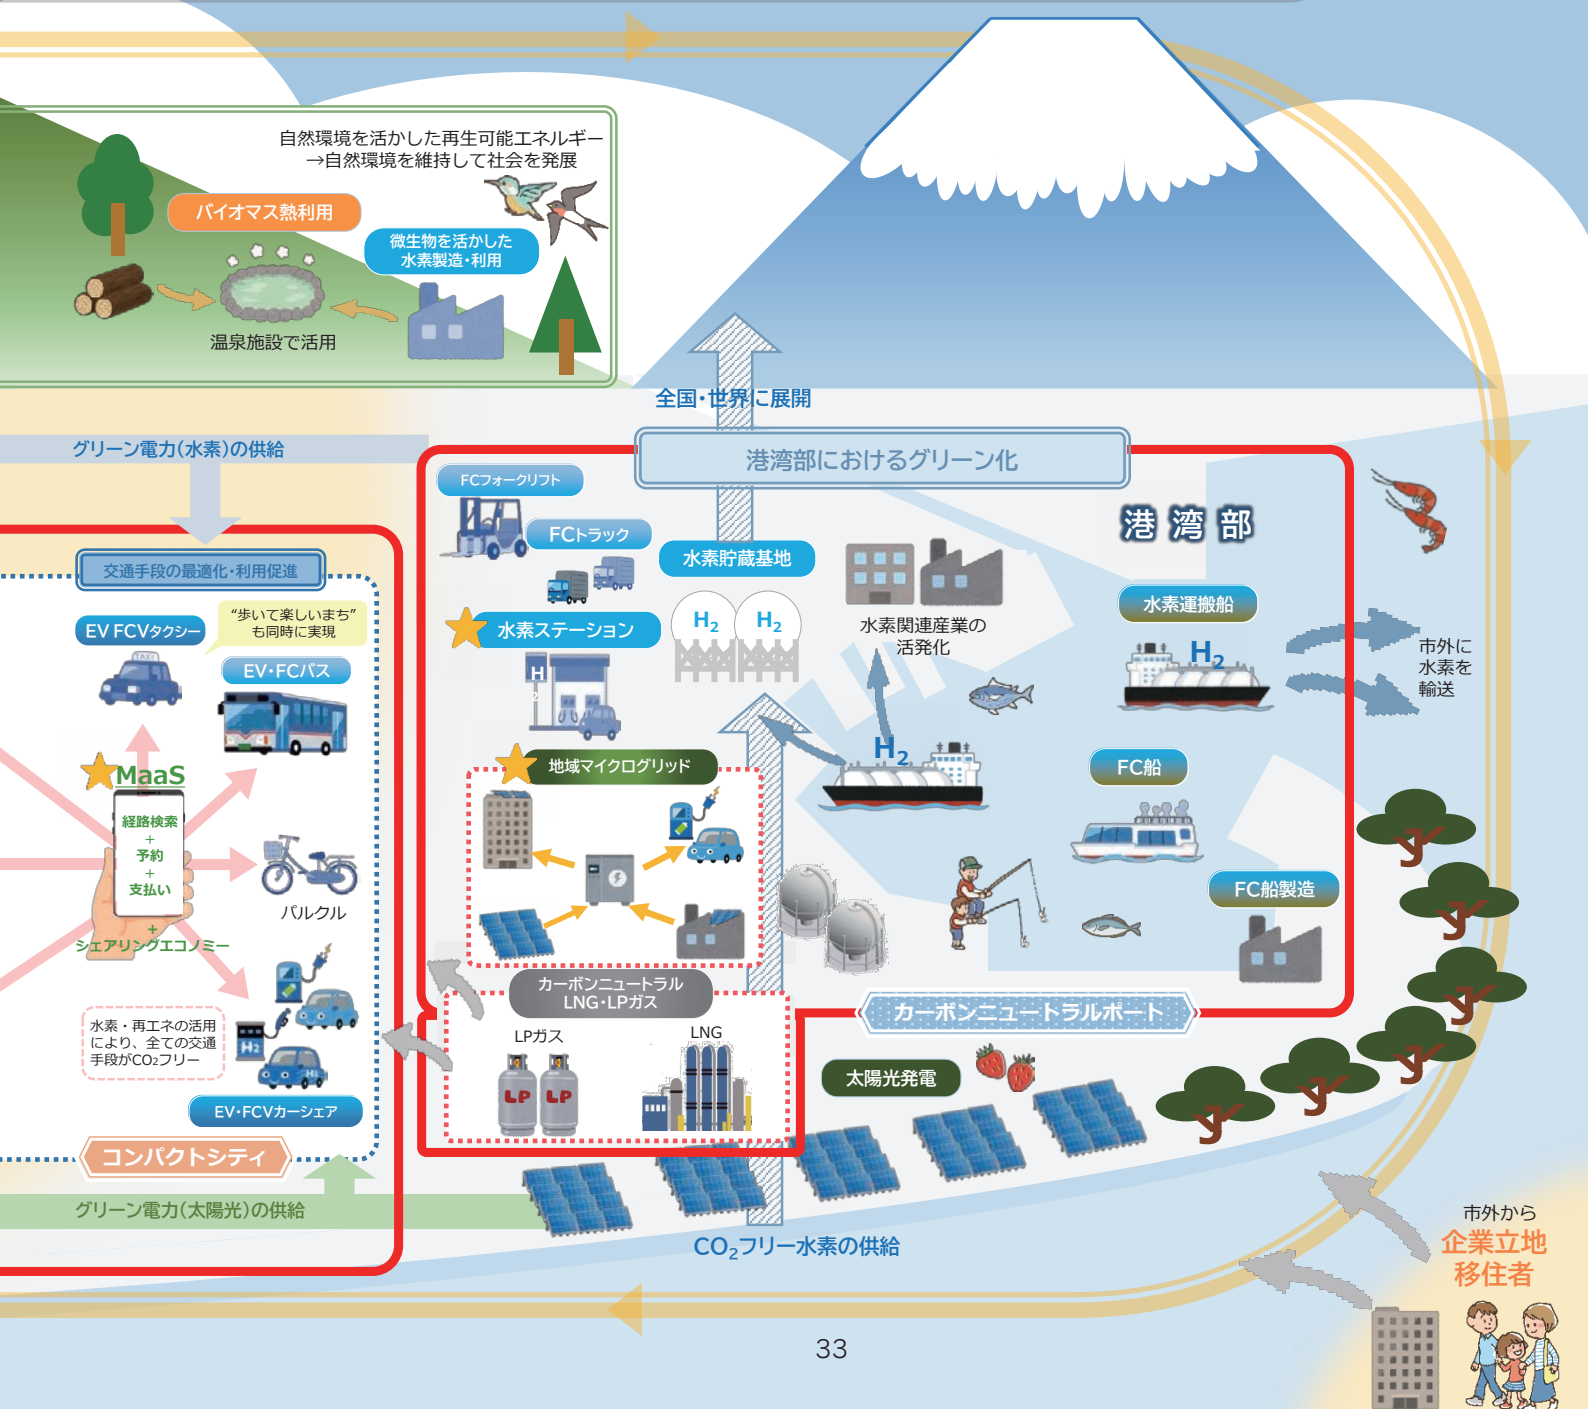 自然環境を活かした再生可能エネルギー
→自然環境を維持して社会を発展
バイオマス熱利用
微生物を活かした
水素製造・利用
温泉施設で活用
全国・世界に展開
グリーン電力(水素)の供給
港湾部におけるグリーン化
FCフォークリフト
FCトラック
水素貯蔵基地
港湾部
H2
H2
水素関連産業の
活発化
水素ステーション
H2
水素運搬船
H2
市外に
水素を
輸送
交通手段の最適化・利用促進
“歩いて楽しいまち”
も同時に実現
EV FCVタクシー
TAXI
EV・FCバス
MaaS
経路検索
+
予約
+
支払い
+
シェアリングエコノミー
パルクル
地域マイクログリッド
H2
FC船
FC船製造
カーボンニュートラル
LNG・LPガス
LPガス
LNG
LP
LP
カーボンニュートラルポート
太陽光発電
水素・再エネの活用
により、全ての交通
手段がCO2フリー
H2
EV・FCVカーシェア
コンパクトシティ
グリーン電力(太陽光)の供給
CO2フリー水素の供給
市外から
企業立地
移住者
33